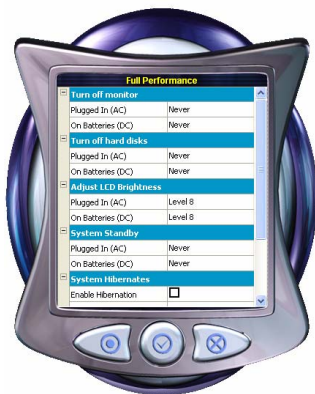 Full Performance
Turn off monitor
Plugged In (AC) Never
On Batteries (DC) Never
Turn off hard disks
Plugged In (AC) Never
On Batteries (DC) Never
Adjust LCD Brightness
Plugged In (AC) Level 8
On Batteries (DC) Level 8
System Standby
Plugged In (AC) Never
On Batteries (DC) Never
System Hibernates
Enable Hibernation